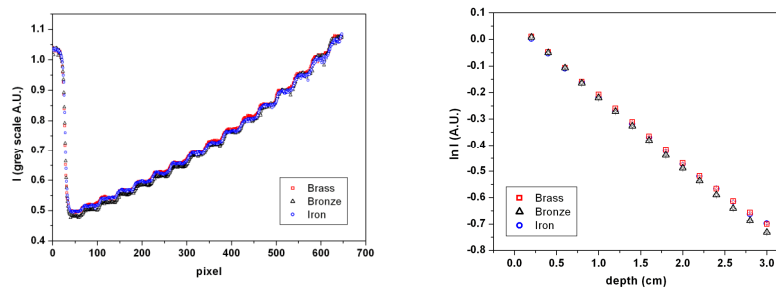 1.1
1.0
0.9
0.8
0.7
0.6
0.5
0.4
I (grey scale A.U.)
Brass
Bronze
Iron
0 100 200 300 400 500 600 700
pixel
0.1
0.0
-0.1
-0.2
-0.3
-0.4
-0.5
-0.6
-0.7
-0.8
ln I (A.U.)
Brass
Bronze
Iron
0.0 0.5 1.0 1.5 2.0 2.5 3.0
depth (cm)